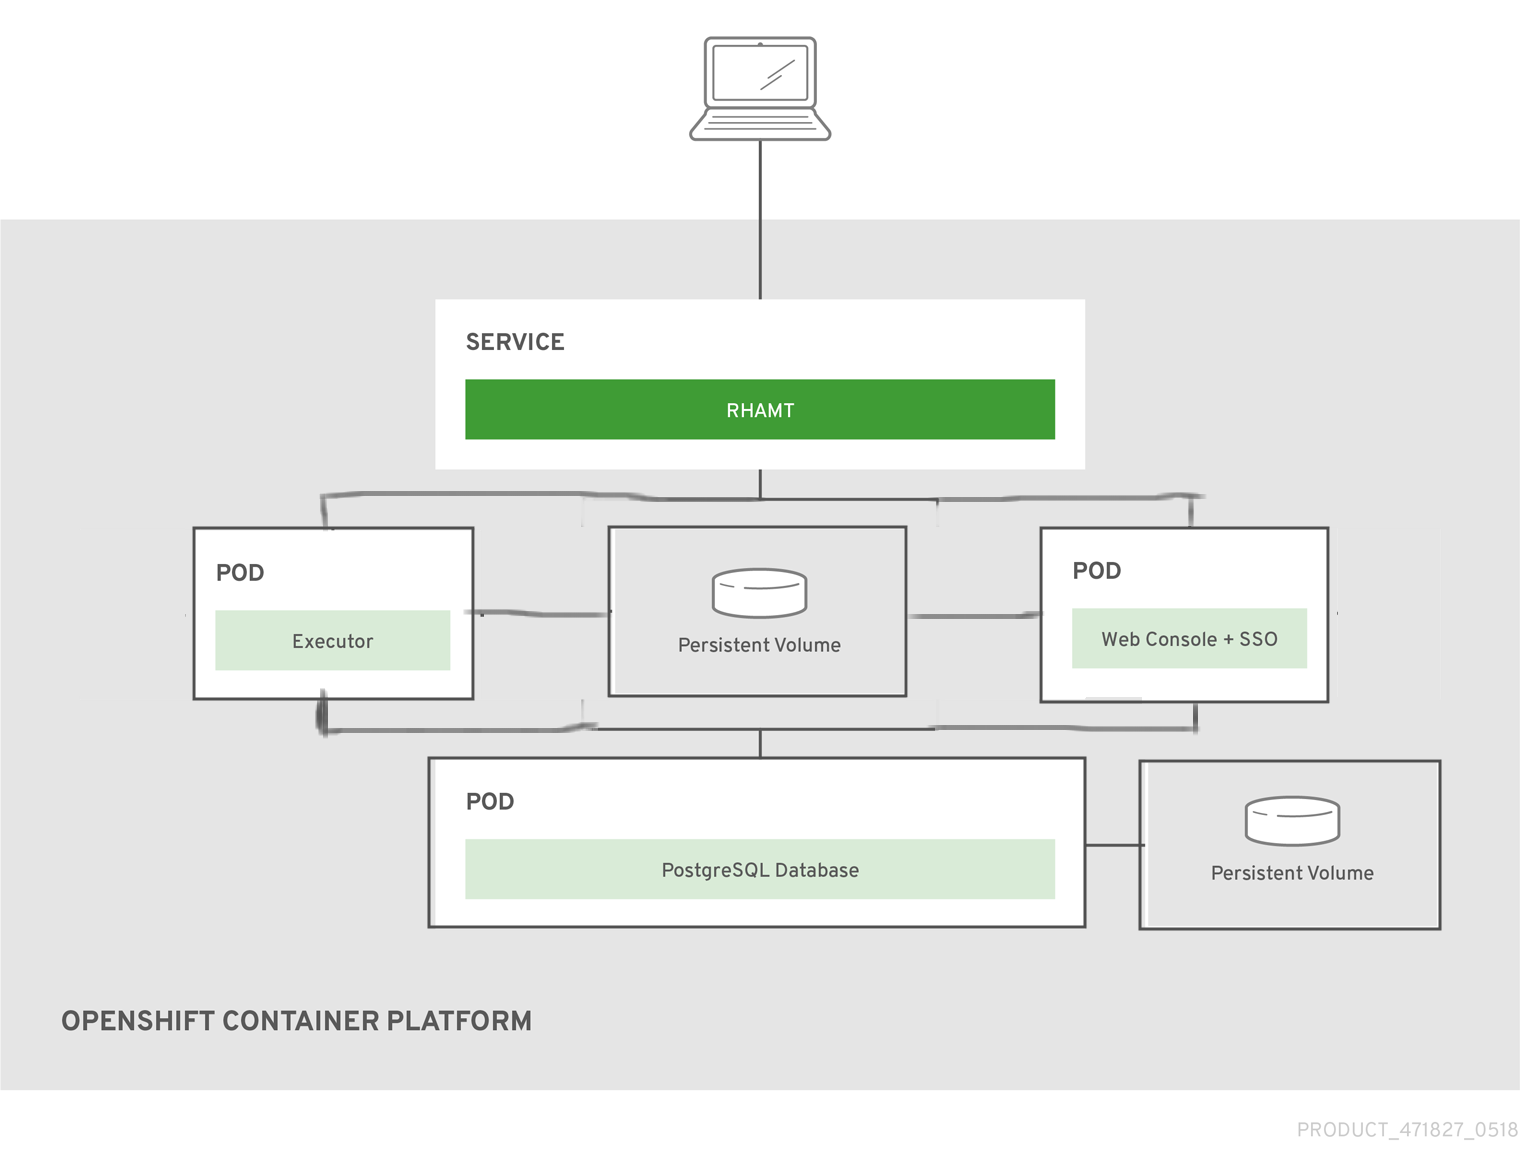 SERVICE
RHAMT
POD
Executor
Persistent Volume
POD
Web Console + SSO
POD
PostgreSQL Database
Persistent Volume
OPENSHIFT CONTAINER PLATFORM
PRODUCT_471827_0518